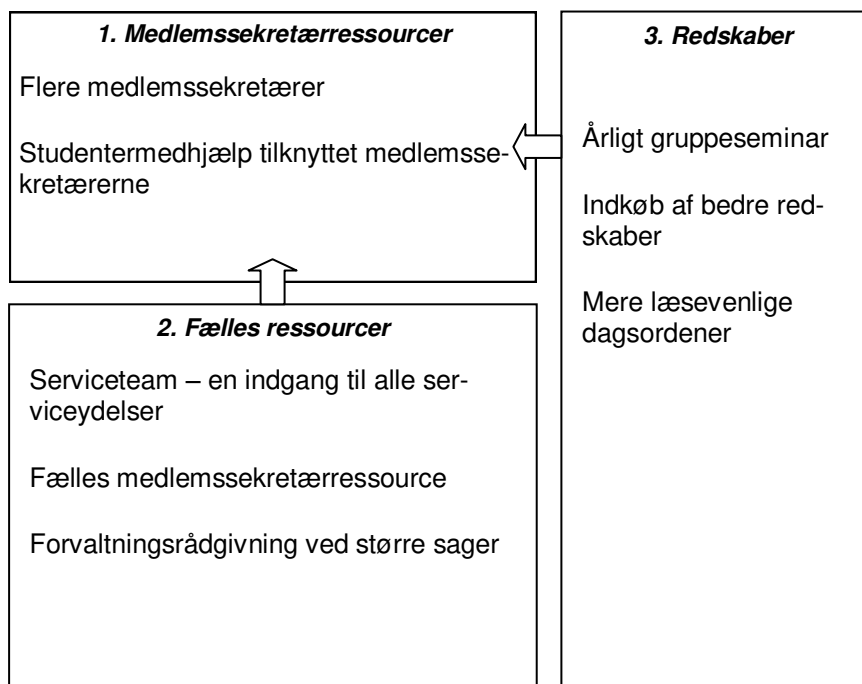 1. Medlemssekretærressourcer
Flere medlemssekretærer
Studentermedhjælp tilknyttet medlemsse-
kretærerne
2. Fælles ressourcer
Serviceteam – en indgang til alle ser-
viceydelser
Fælles medlemssekretærressource
Forvaltningsrådgivning ved større sager
3. Redskaber
Årligt gruppeseminar
Indkøb af bedre red-
skaber
Mere læsevenlige
dagsordener